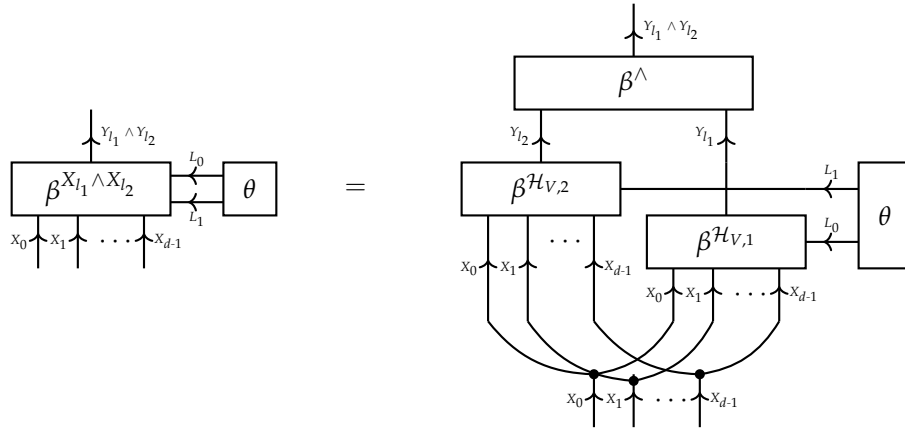 Y_{l_1} ∧ Y_{l_2}
β^∧
Y_{l_2} Y_{l_1}
Y_{l_1} ∧ Y_{l_2}
β^{X_{l_1} ∧ X_{l_2}} L_0 L_1 θ
=
β^{\mathcal{H}_{V,2}} L_1
β^{\mathcal{H}_{V,1}} L_0 θ
X_0 X_1 ... X_{d-1}
X_0 X_1 ... X_{d-1}
X_0 X_1 ... X_{d-1}
X_0 X_1 ... X_{d-1}